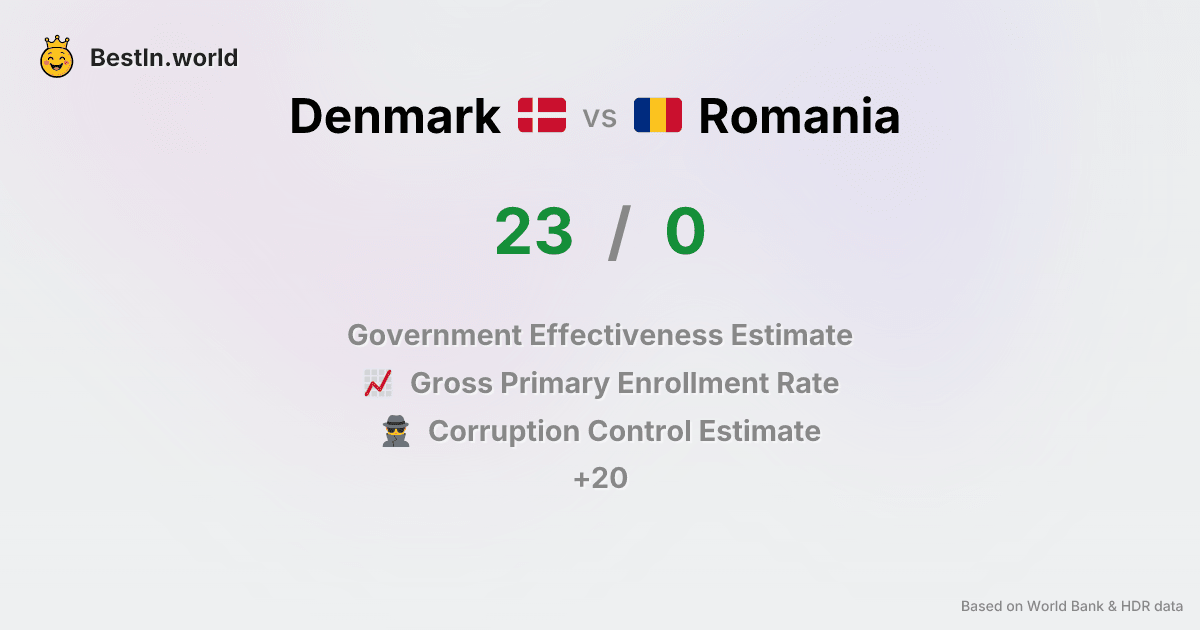 BestIn.world
Denmark vs Romania
23 / 0
Government Effectiveness Estimate
Gross Primary Enrollment Rate
Corruption Control Estimate
+20
Based on World Bank & HDR data